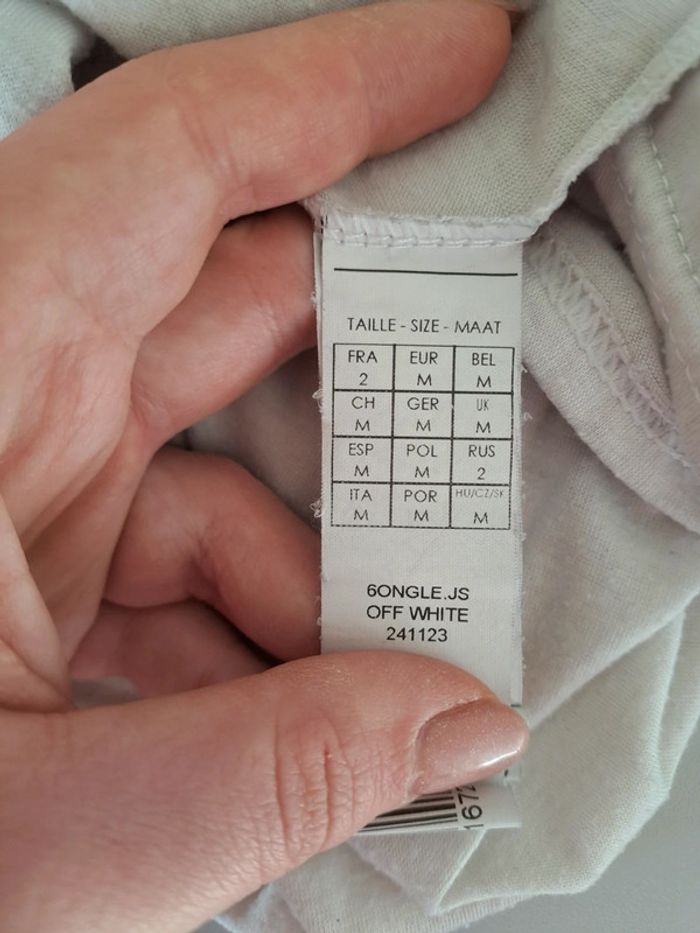 TAILLE - SIZE - MAAT
FRA EUR BEL
2 M M
CH GER UK
M M M
ESP POL RUS
M M 2
ITA POR HU/CZ/SK
M M M
6ONGLE.JS
OFF WHITE
241123